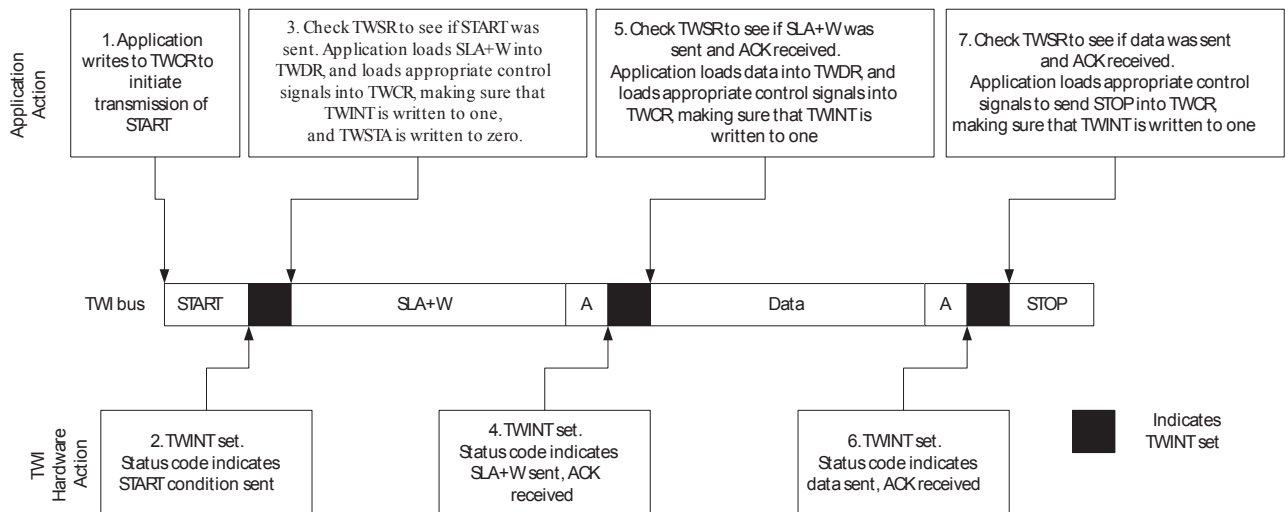 Application
Action
1. Application
writes to TWCR to
initiate
transmission of
START
3. Check TWSR to see if START was
sent. Application loads SLA+W into
TWDR, and loads appropriate control
signals into TWCR, making sure that
TWINT is written to one,
and TWSTA is written to zero.
5. Check TWSR to see if SLA+W was
sent and ACK received.
Application loads data into TWDR, and
loads appropriate control signals into
TWCR, making sure that TWINT is
written to one
7. Check TWSR to see if data was sent
and ACK received.
Application loads appropriate control
signals to send STOP into TWCR,
making sure that TWINT is written to one
TWI bus
START
SLA+W
A
Data
A
STOP
TWI
Hardware
Action
2. TWINT set.
Status code indicates
START condition sent
4. TWINT set.
Status code indicates
SLA+W sent, ACK
received
6. TWINT set.
Status code indicates
data sent, ACK received
Indicates
TWINT set